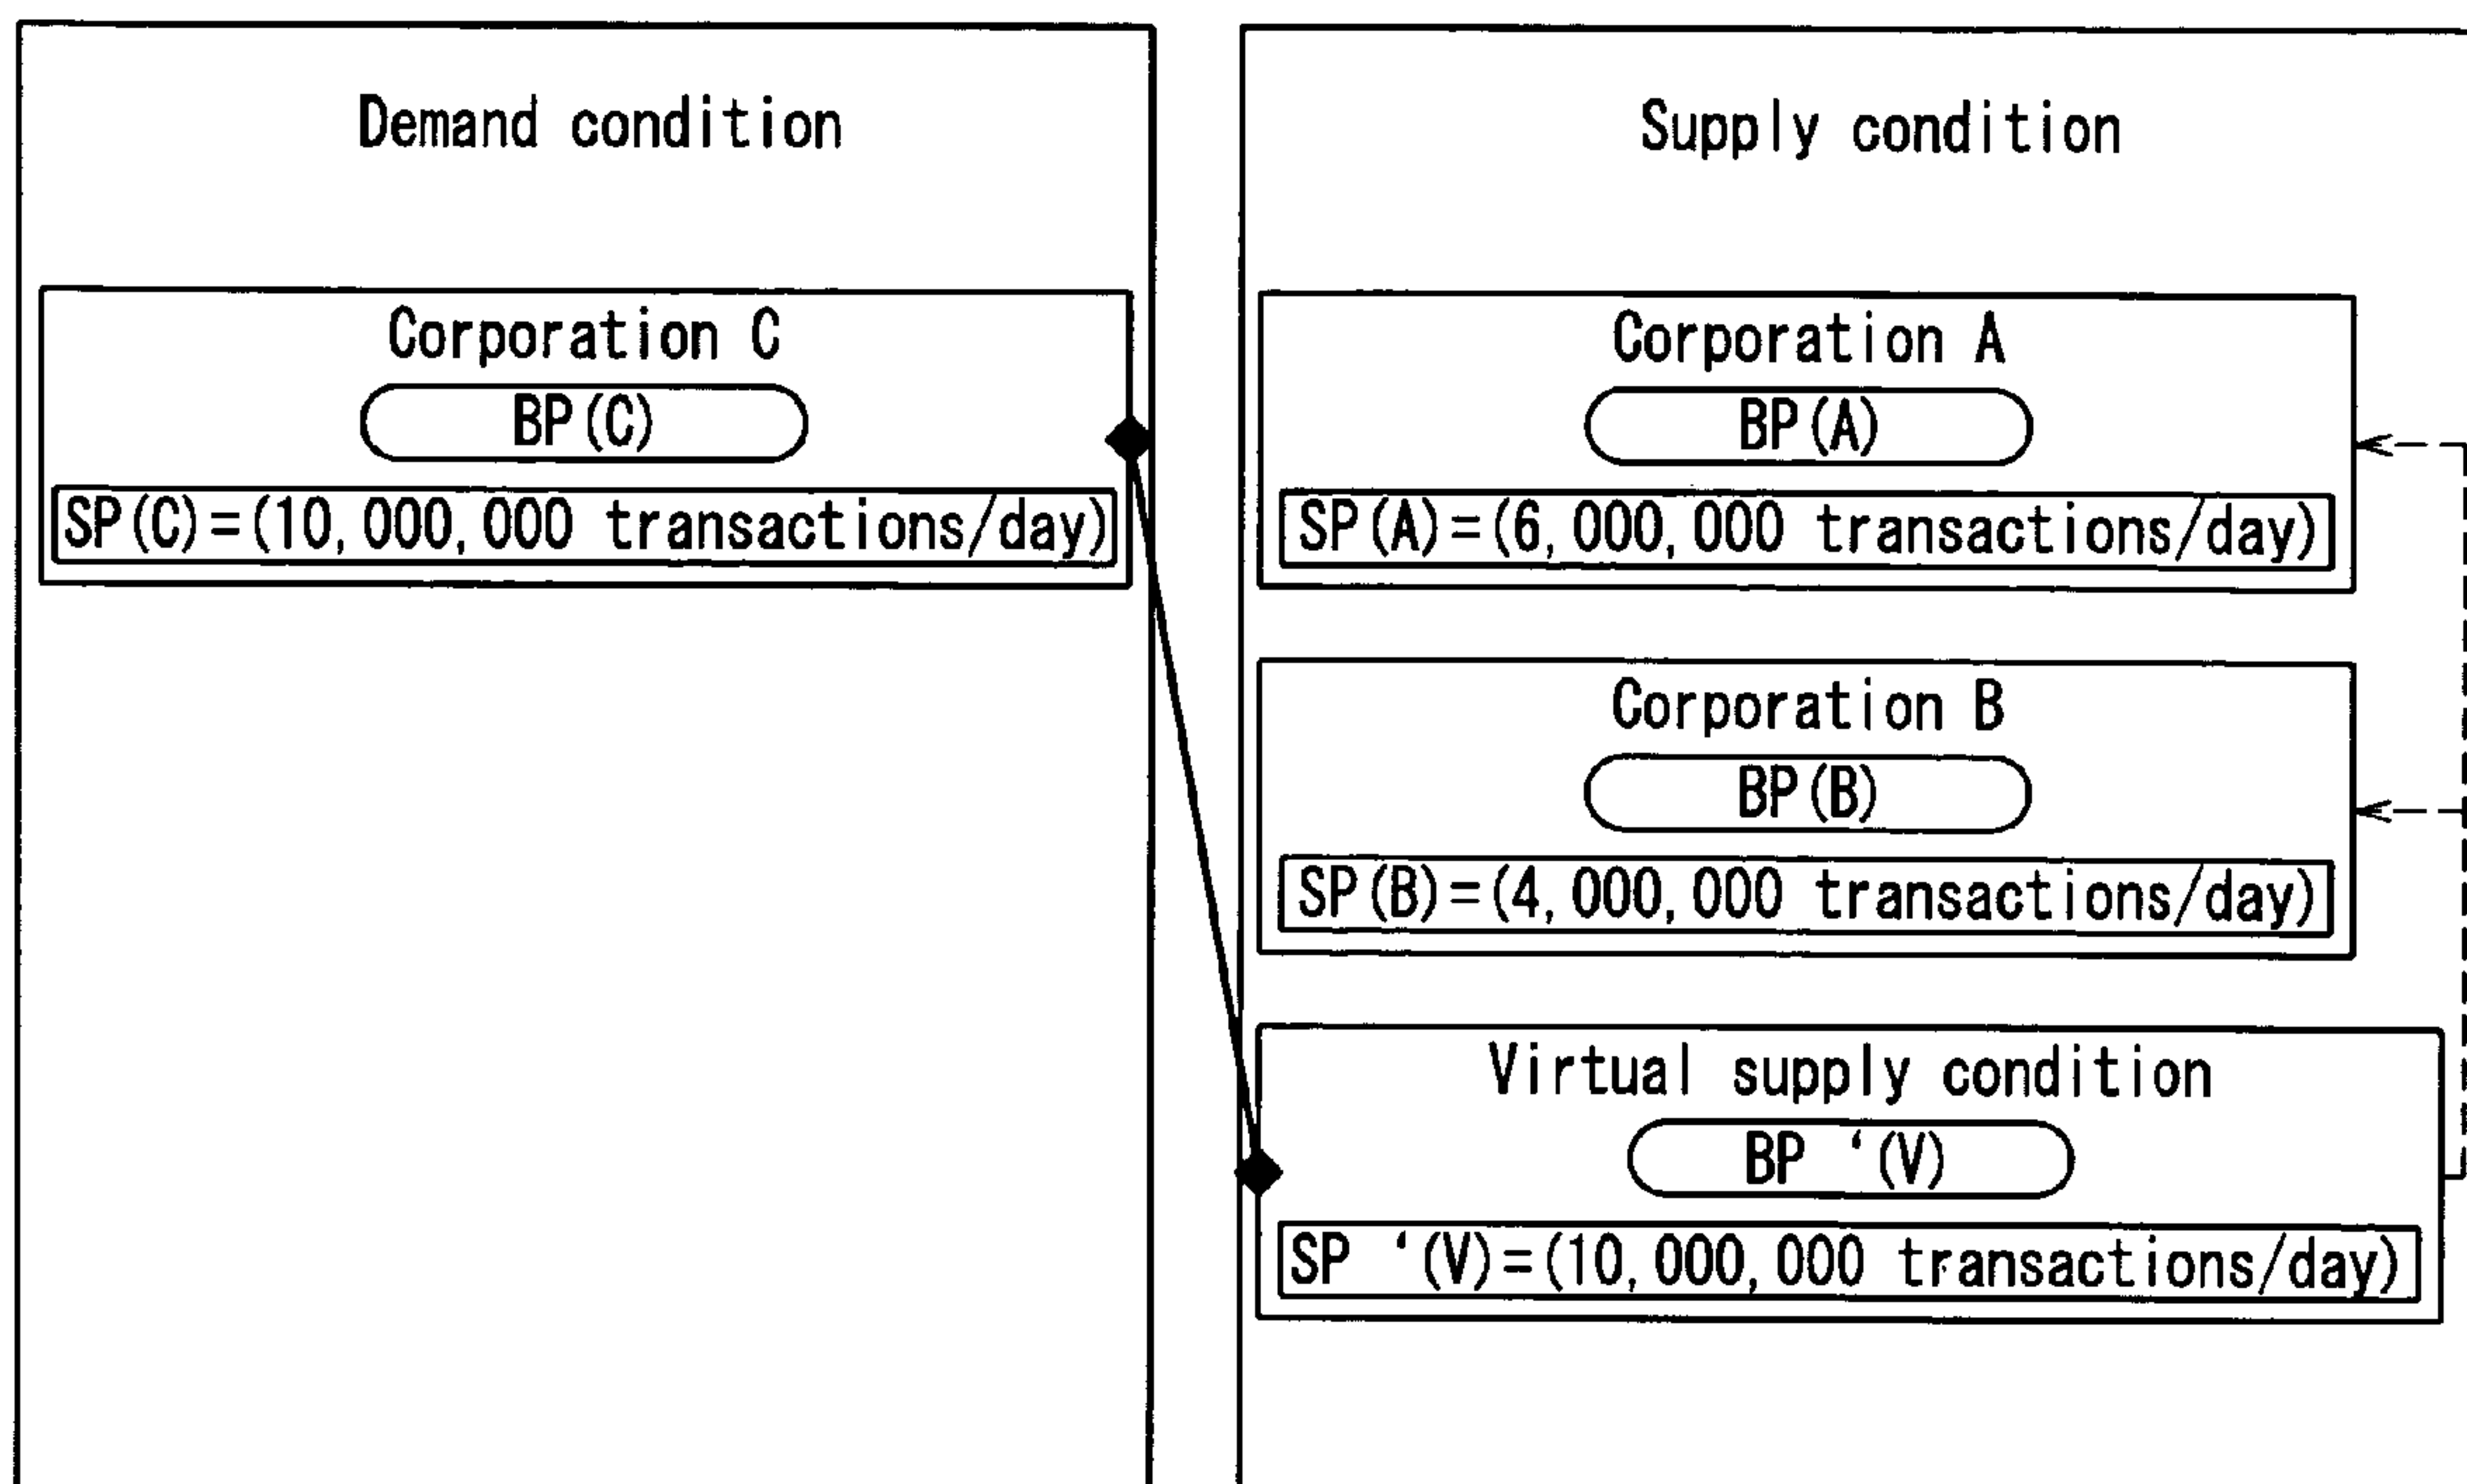 Demand condition
Corporation C
BP(C)
SP(C)=(10,000,000 transactions/day)
Supply condition
Corporation A
BP(A)
SP(A)=(6,000,000 transactions/day)
Corporation B
BP(B)
SP(B)=(4,000,000 transactions/day)
Virtual supply condition
BP ‘(V)
SP ‘(V)=(10,000,000 transactions/day)